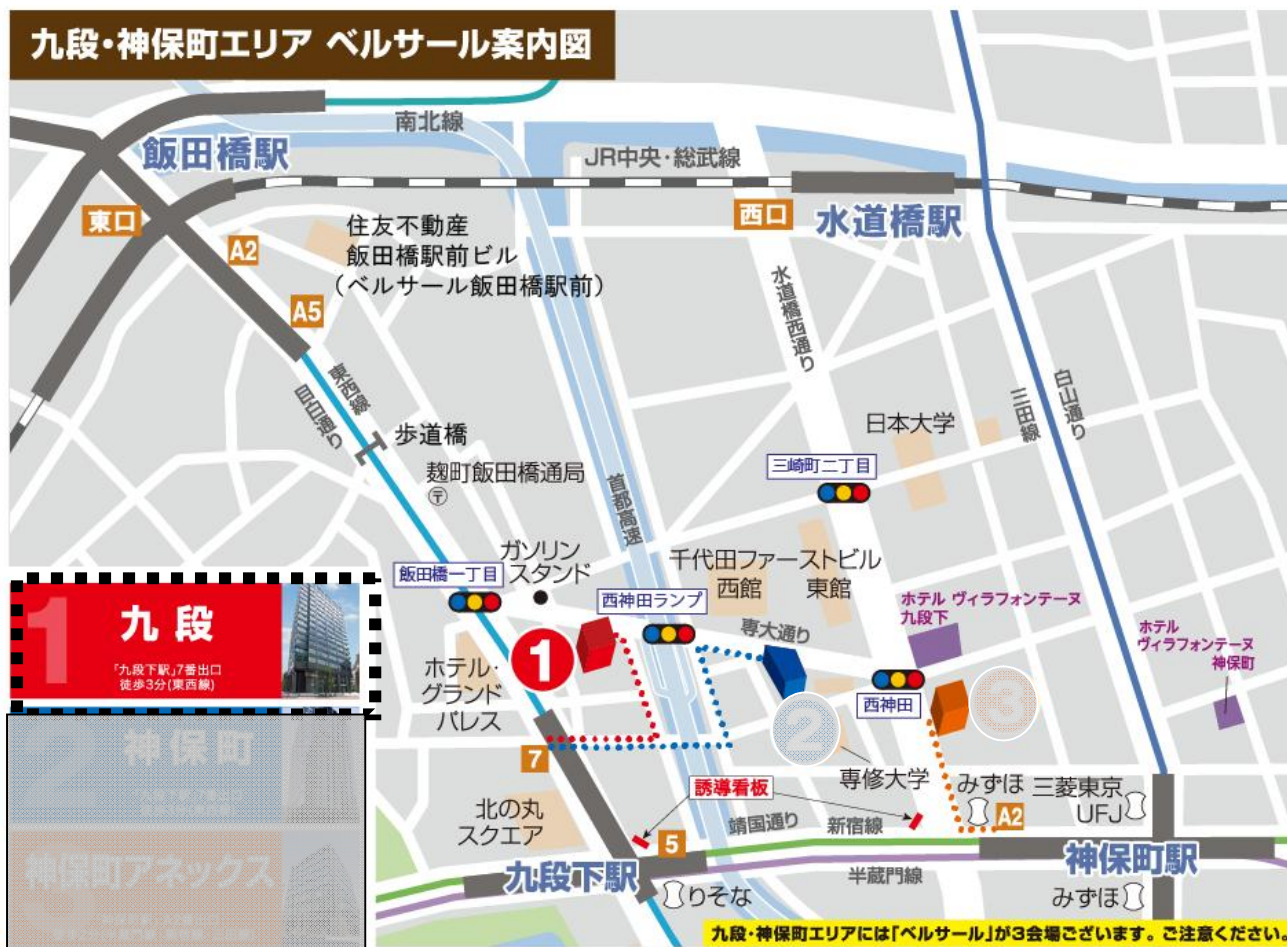 九段・神保町エリア ベルサール案内図
南北線
飯田橋駅
JR中央・総武線
東口
西口
水道橋駅
A2
住友不動産
飯田橋駅前ビル
(ベルサール飯田橋駅前)
A5
水道橋西通り
東西線
目白通り
三田線
白山通り
歩道橋
日本大学
麹町飯田橋通局
〒
三崎町二丁目
首都高速
ガソリン
スタンド
千代田ファーストビル
西館
東館
飯田橋一丁目
西神田ランプ
専大通り
ホテル ヴィラフォンテーヌ
九段下
ホテル
ヴィラフォンテーヌ
神保町
1
九段
「九段下駅」7番出口
徒歩3分(東西線)
1
ホテル・
グランド
パレス
西神田
3
2
神保町
7
専修大学
誘導看板
みずほ
三菱東京
UFJ
A2
北の丸
スクエア
靖国通り
新宿線
5
神保町アネックス
九段下駅
半蔵門線
神保町駅
りそな
みずほ
九段・神保町エリアには「ベルサール」が3会場ございます。ご注意ください。